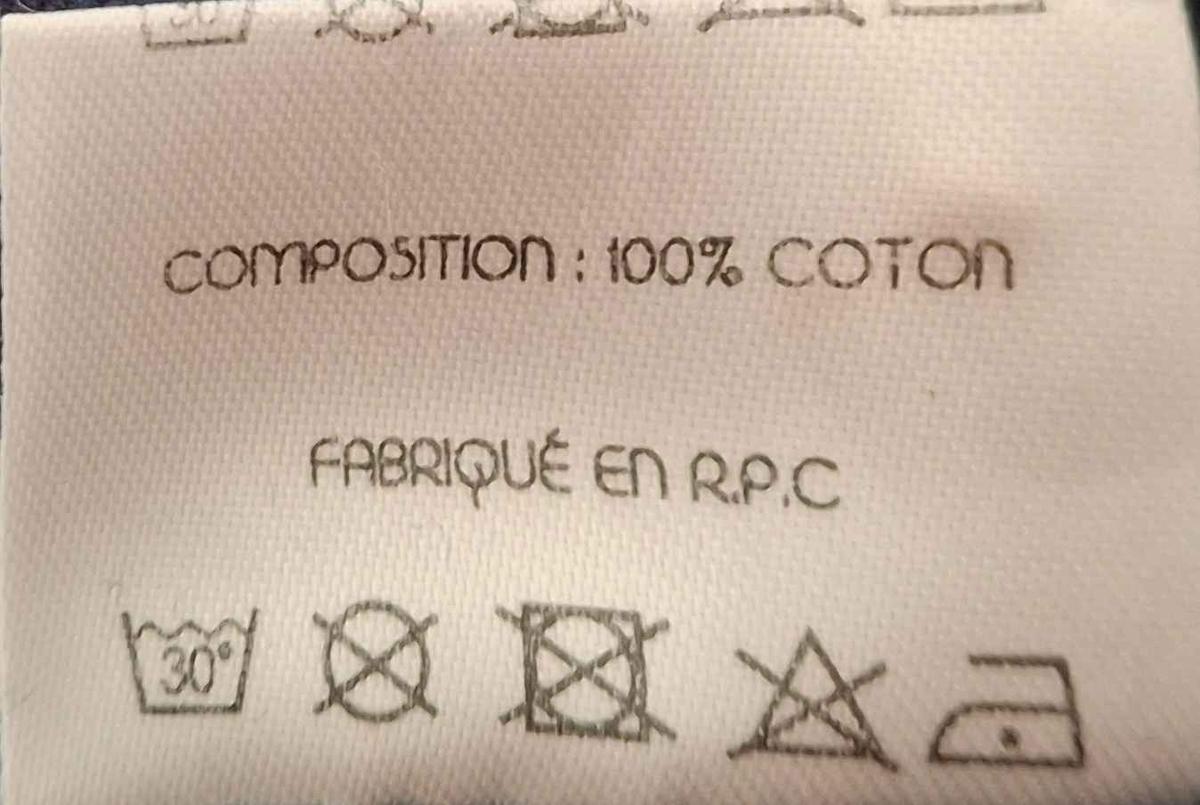 COMPOSITION : 100% COTON
FABRIQUÉ EN R.P.C
30°